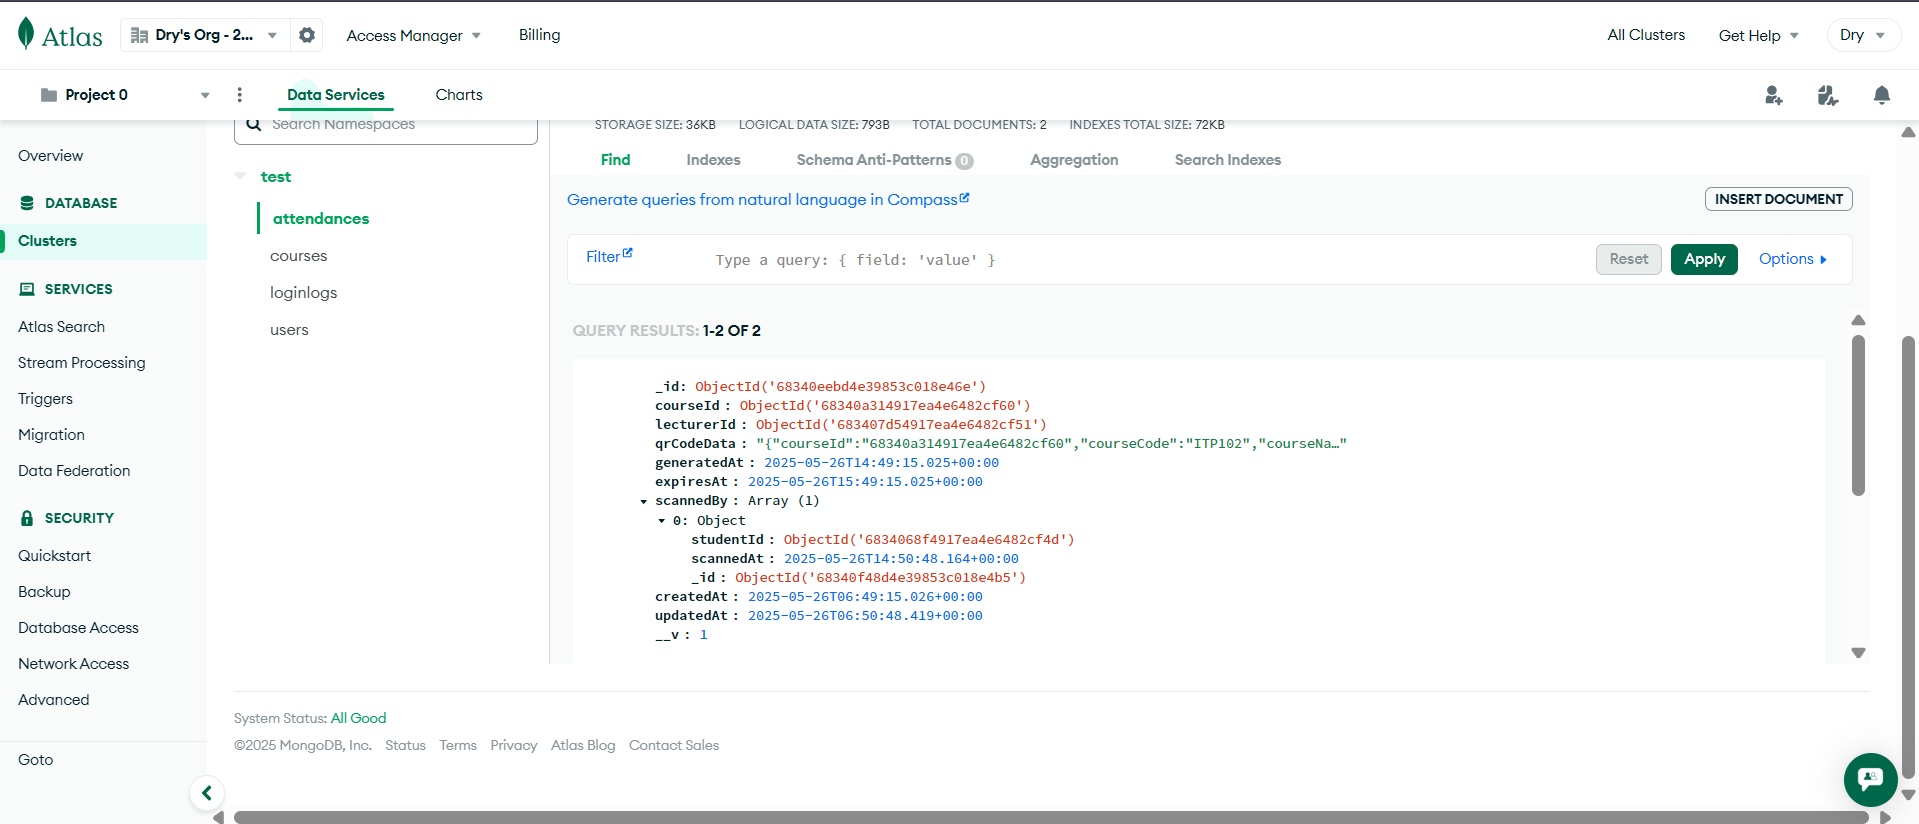 Atlas
Dry's Org - 2...
Access Manager
Billing
All Clusters
Get Help
Dry
Project 0
Data Services
Charts
Overview
DATABASE
Clusters
SERVICES
Atlas Search
Stream Processing
Triggers
Migration
Data Federation
SECURITY
Quickstart
Backup
Database Access
Network Access
Advanced
Goto
Search Namespaces
test
attendances
courses
loginlogs
users
STORAGE SIZE: 36KB LOGICAL DATA SIZE: 793B TOTAL DOCUMENTS: 2 INDEXES TOTAL SIZE: 72KB
Find Indexes Schema Anti-Patterns 0 Aggregation Search Indexes
Generate queries from natural language in Compass
INSERT DOCUMENT
Filter
Type a query: { field: 'value' }
Reset
Apply
Options
QUERY RESULTS: 1-2 OF 2
_id: ObjectId('68340eebd4e39853c018e46e')
courseId : ObjectId('68340a314917ea4e6482cf60')
lecturerId : ObjectId('683407d54917ea4e6482cf51')
qrCodeData : "{"courseId":"68340a314917ea4e6482cf60","courseCode":"ITP102","courseNa…"
generatedAt : 2025-05-26T14:49:15.025+00:00
expiresAt : 2025-05-26T15:49:15.025+00:00
scannedBy : Array (1)
0: Object
studentId : ObjectId('6834068f4917ea4e6482cf4d')
scannedAt : 2025-05-26T14:50:48.164+00:00
_id : ObjectId('68340f48d4e39853c018e4b5')
createdAt : 2025-05-26T06:49:15.026+00:00
updatedAt : 2025-05-26T06:50:48.419+00:00
__v : 1
System Status: All Good
©2025 MongoDB, Inc. Status Terms Privacy Atlas Blog Contact Sales